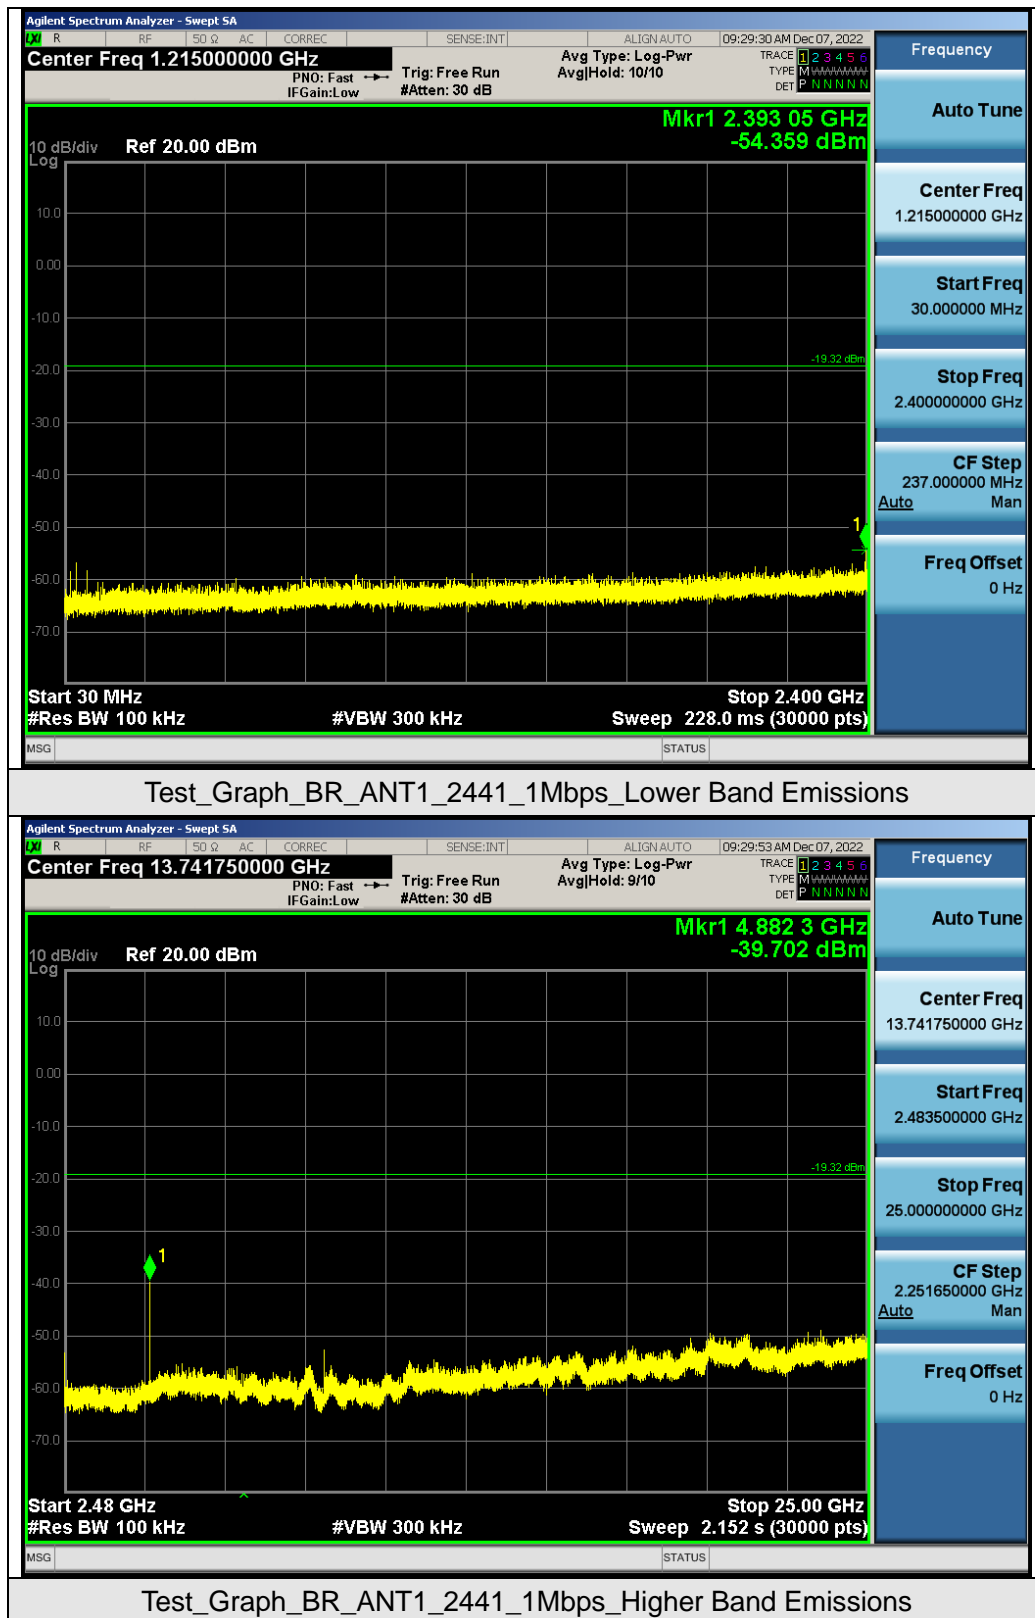 Agilent Spectrum Analyzer - Swept SA
LXI R RF 50 Ω AC CORREC SENSE:INT ALIGN AUTO 09:29:30 AM Dec 07, 2022
Center Freq 1.215000000 GHz
PNO: Fast
IFGain:Low
Trig: Free Run
#Atten: 30 dB
Avg Type: Log-Pwr
Avg|Hold: 10/10
TRACE 1 2 3 4 5 6
TYPE M
DET P N N N N N
Mkr1 2.393 05 GHz
-54.359 dBm
10 dB/div Ref 20.00 dBm
Log
10.0
0.00
-10.0
-19.32 dBm
-20.0
-30.0
-40.0
-50.0
1
-60.0
-70.0
Start 30 MHz Stop 2.400 GHz
#Res BW 100 kHz #VBW 300 kHz Sweep 228.0 ms (30000 pts)
MSG STATUS
Frequency
Auto Tune
Center Freq
1.215000000 GHz
Start Freq
30.000000 MHz
Stop Freq
2.400000000 GHz
CF Step
237.000000 MHz
Auto Man
Freq Offset
0 Hz
Test_Graph_BR_ANT1_2441_1Mbps_Lower Band Emissions
Agilent Spectrum Analyzer - Swept SA
LXI R RF 50 Ω AC CORREC SENSE:INT ALIGN AUTO 09:29:53 AM Dec 07, 2022
Center Freq 13.741750000 GHz
PNO: Fast
IFGain:Low
Trig: Free Run
#Atten: 30 dB
Avg Type: Log-Pwr
Avg|Hold: 9/10
TRACE 1 2 3 4 5 6
TYPE M
DET P N N N N N
Mkr1 4.882 3 GHz
-39.702 dBm
10 dB/div Ref 20.00 dBm
Log
10.0
0.00
-10.0
-19.32 dBm
-20.0
-30.0
1
-40.0
-50.0
-60.0
-70.0
Start 2.48 GHz Stop 25.00 GHz
#Res BW 100 kHz #VBW 300 kHz Sweep 2.152 s (30000 pts)
MSG STATUS
Frequency
Auto Tune
Center Freq
13.741750000 GHz
Start Freq
2.483500000 GHz
Stop Freq
25.000000000 GHz
CF Step
2.251650000 GHz
Auto Man
Freq Offset
0 Hz
Test_Graph_BR_ANT1_2441_1Mbps_Higher Band Emissions